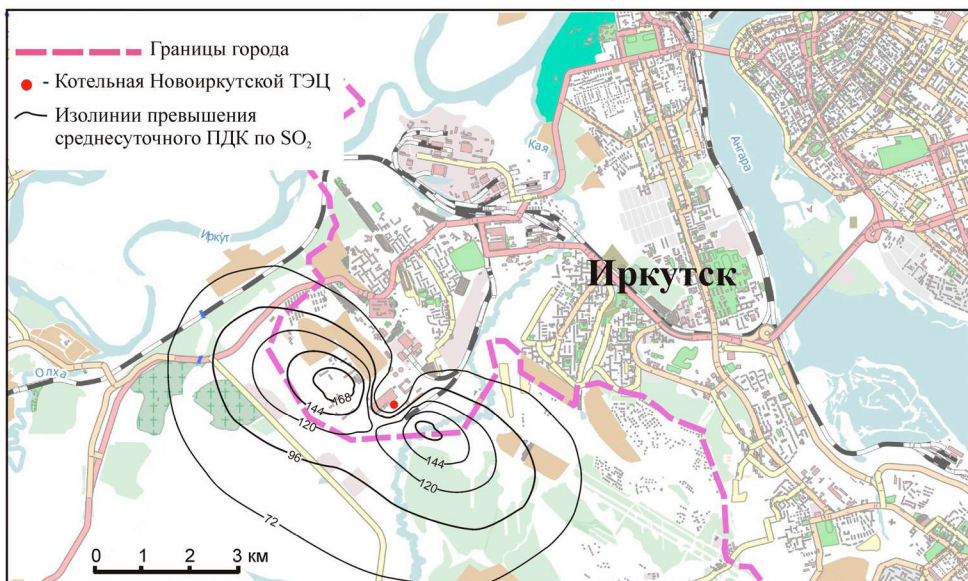 Границы города
- Котельная Новоиркутской ТЭЦ
Изолинии превышения
среднесуточного ПДК по SO₂
Кая
Ангара
Иркут
Иркутск
Олха
168
144
120
96
72
144
120
0 1 2 3 км